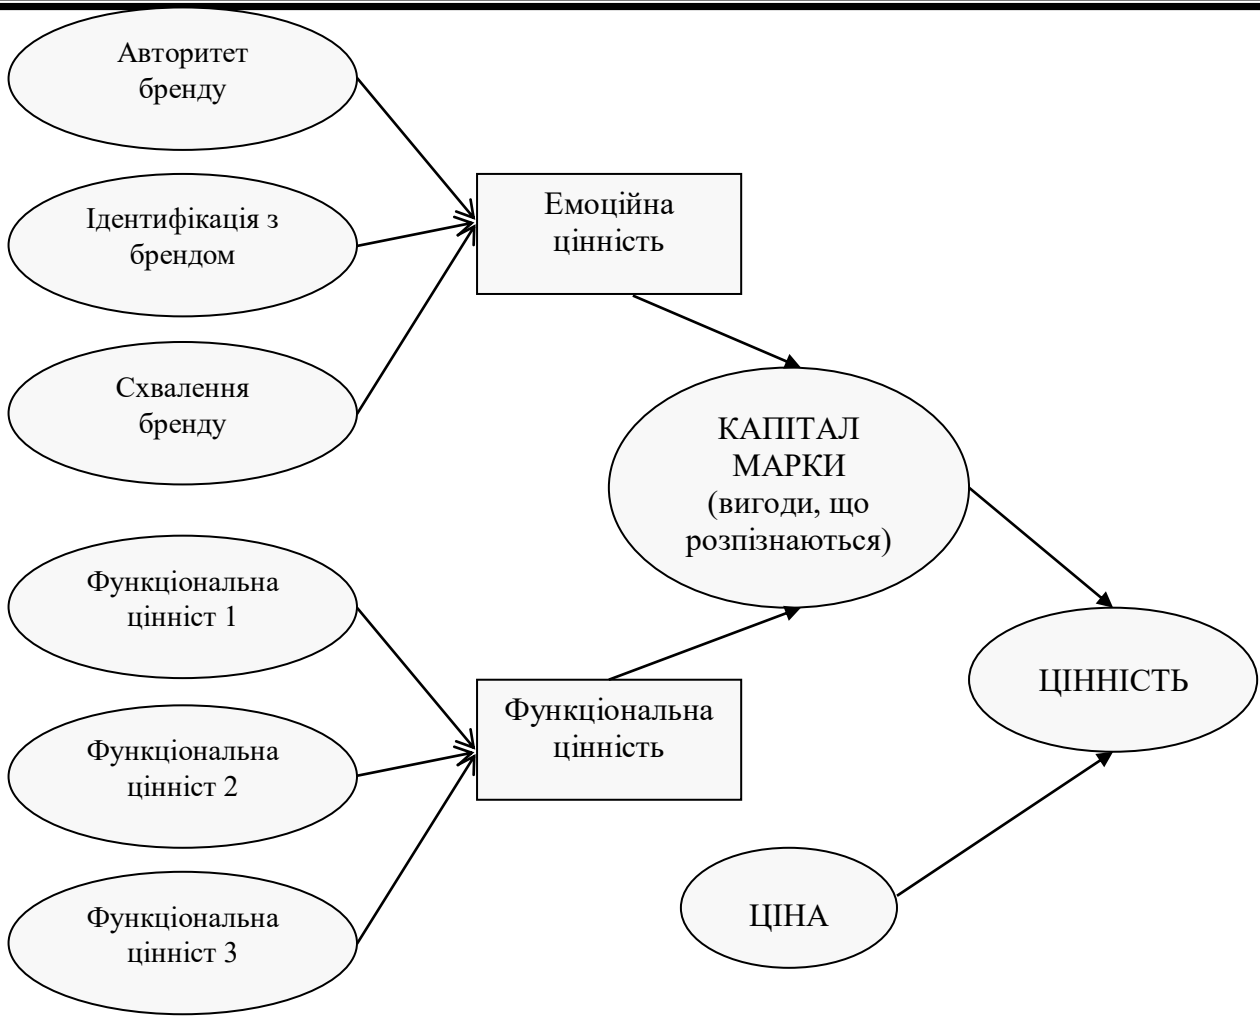 Авторитет
бренду
Ідентифікація з
брендом
Схвалення
бренду
Емоційна
цінність
КАПІТАЛ
МАРКИ
(вигоди, що
розпізнаються)
Функціональна
цінніст 1
Функціональна
цінніст 2
Функціональна
цінніст 3
Функціональна
цінність
ЦІННІСТЬ
ЦІНА